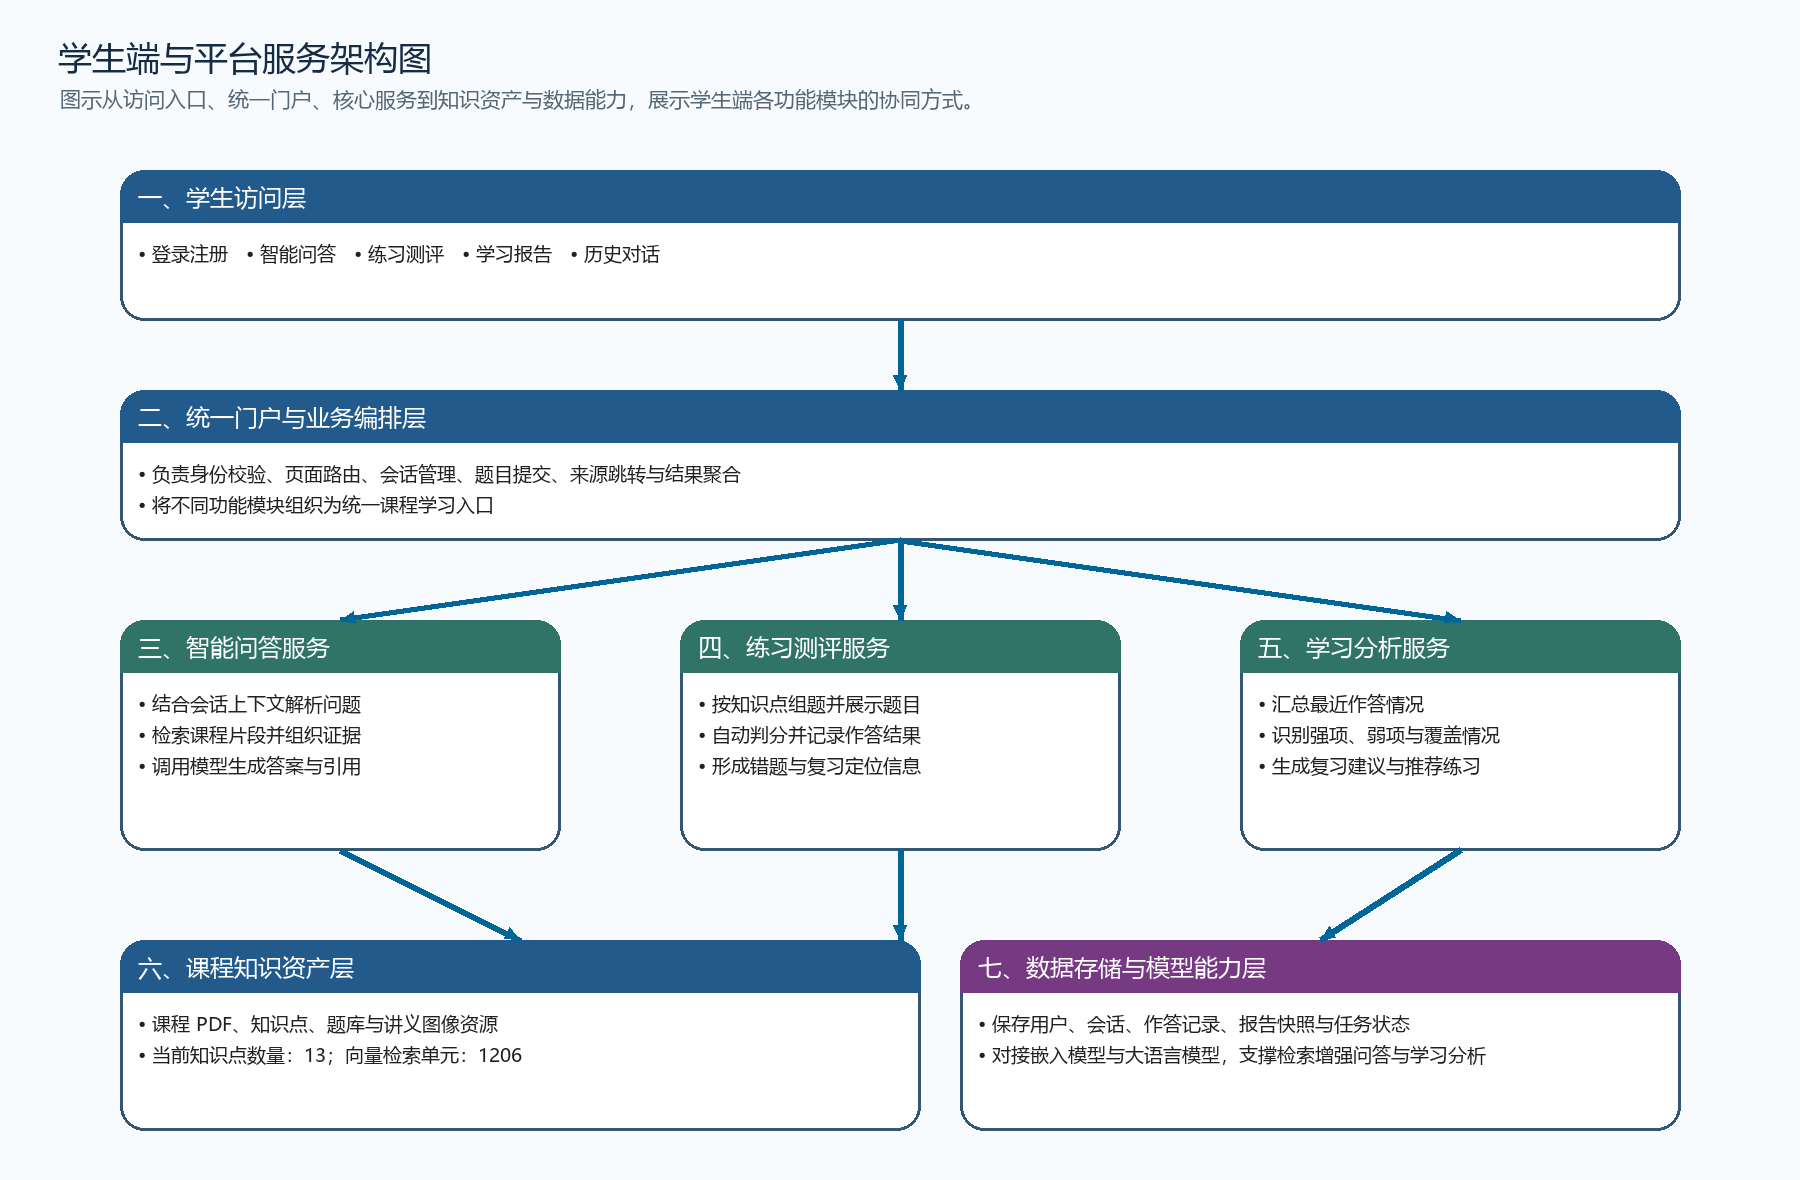 学生端与平台服务架构图
图示从访问入口、统一门户、核心服务到知识资产与数据能力，展示学生端各功能模块的协同方式。
一、学生访问层
• 登录注册 • 智能问答 • 练习测评 • 学习报告 • 历史对话
二、统一门户与业务编排层
• 负责身份校验、页面路由、会话管理、题目提交、来源跳转与结果聚合
• 将不同功能模块组织为统一课程学习入口
三、智能问答服务
• 结合会话上下文解析问题
• 检索课程片段并组织证据
• 调用模型生成答案与引用
四、练习测评服务
• 按知识点组题并展示题目
• 自动判分并记录作答结果
• 形成错题与复习定位信息
五、学习分析服务
• 汇总最近作答情况
• 识别强项、弱项与覆盖情况
• 生成复习建议与推荐练习
六、课程知识资产层
• 课程 PDF、知识点、题库与讲义图像资源
• 当前知识点数量：13；向量检索单元：1206
七、数据存储与模型能力层
• 保存用户、会话、作答记录、报告快照与任务状态
• 对接嵌入模型与大语言模型，支撑检索增强问答与学习分析